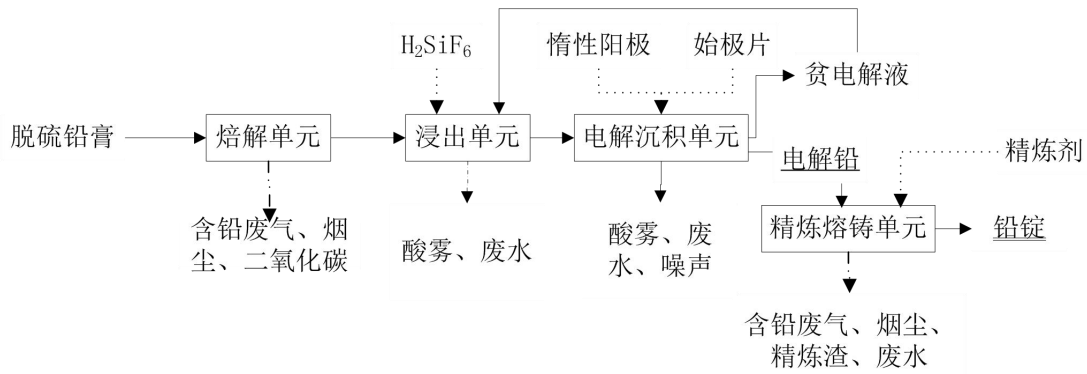 H₂SiF₆
惰性阳极
始极片
贫电解液
脱硫铅膏
焙解单元
浸出单元
电解沉积单元
电解铅
精炼剂
含铅废气、烟
尘、二氧化碳
酸雾、废水
酸雾、废
水、噪声
精炼熔铸单元
铅锭
含铅废气、烟尘、
精炼渣、废水